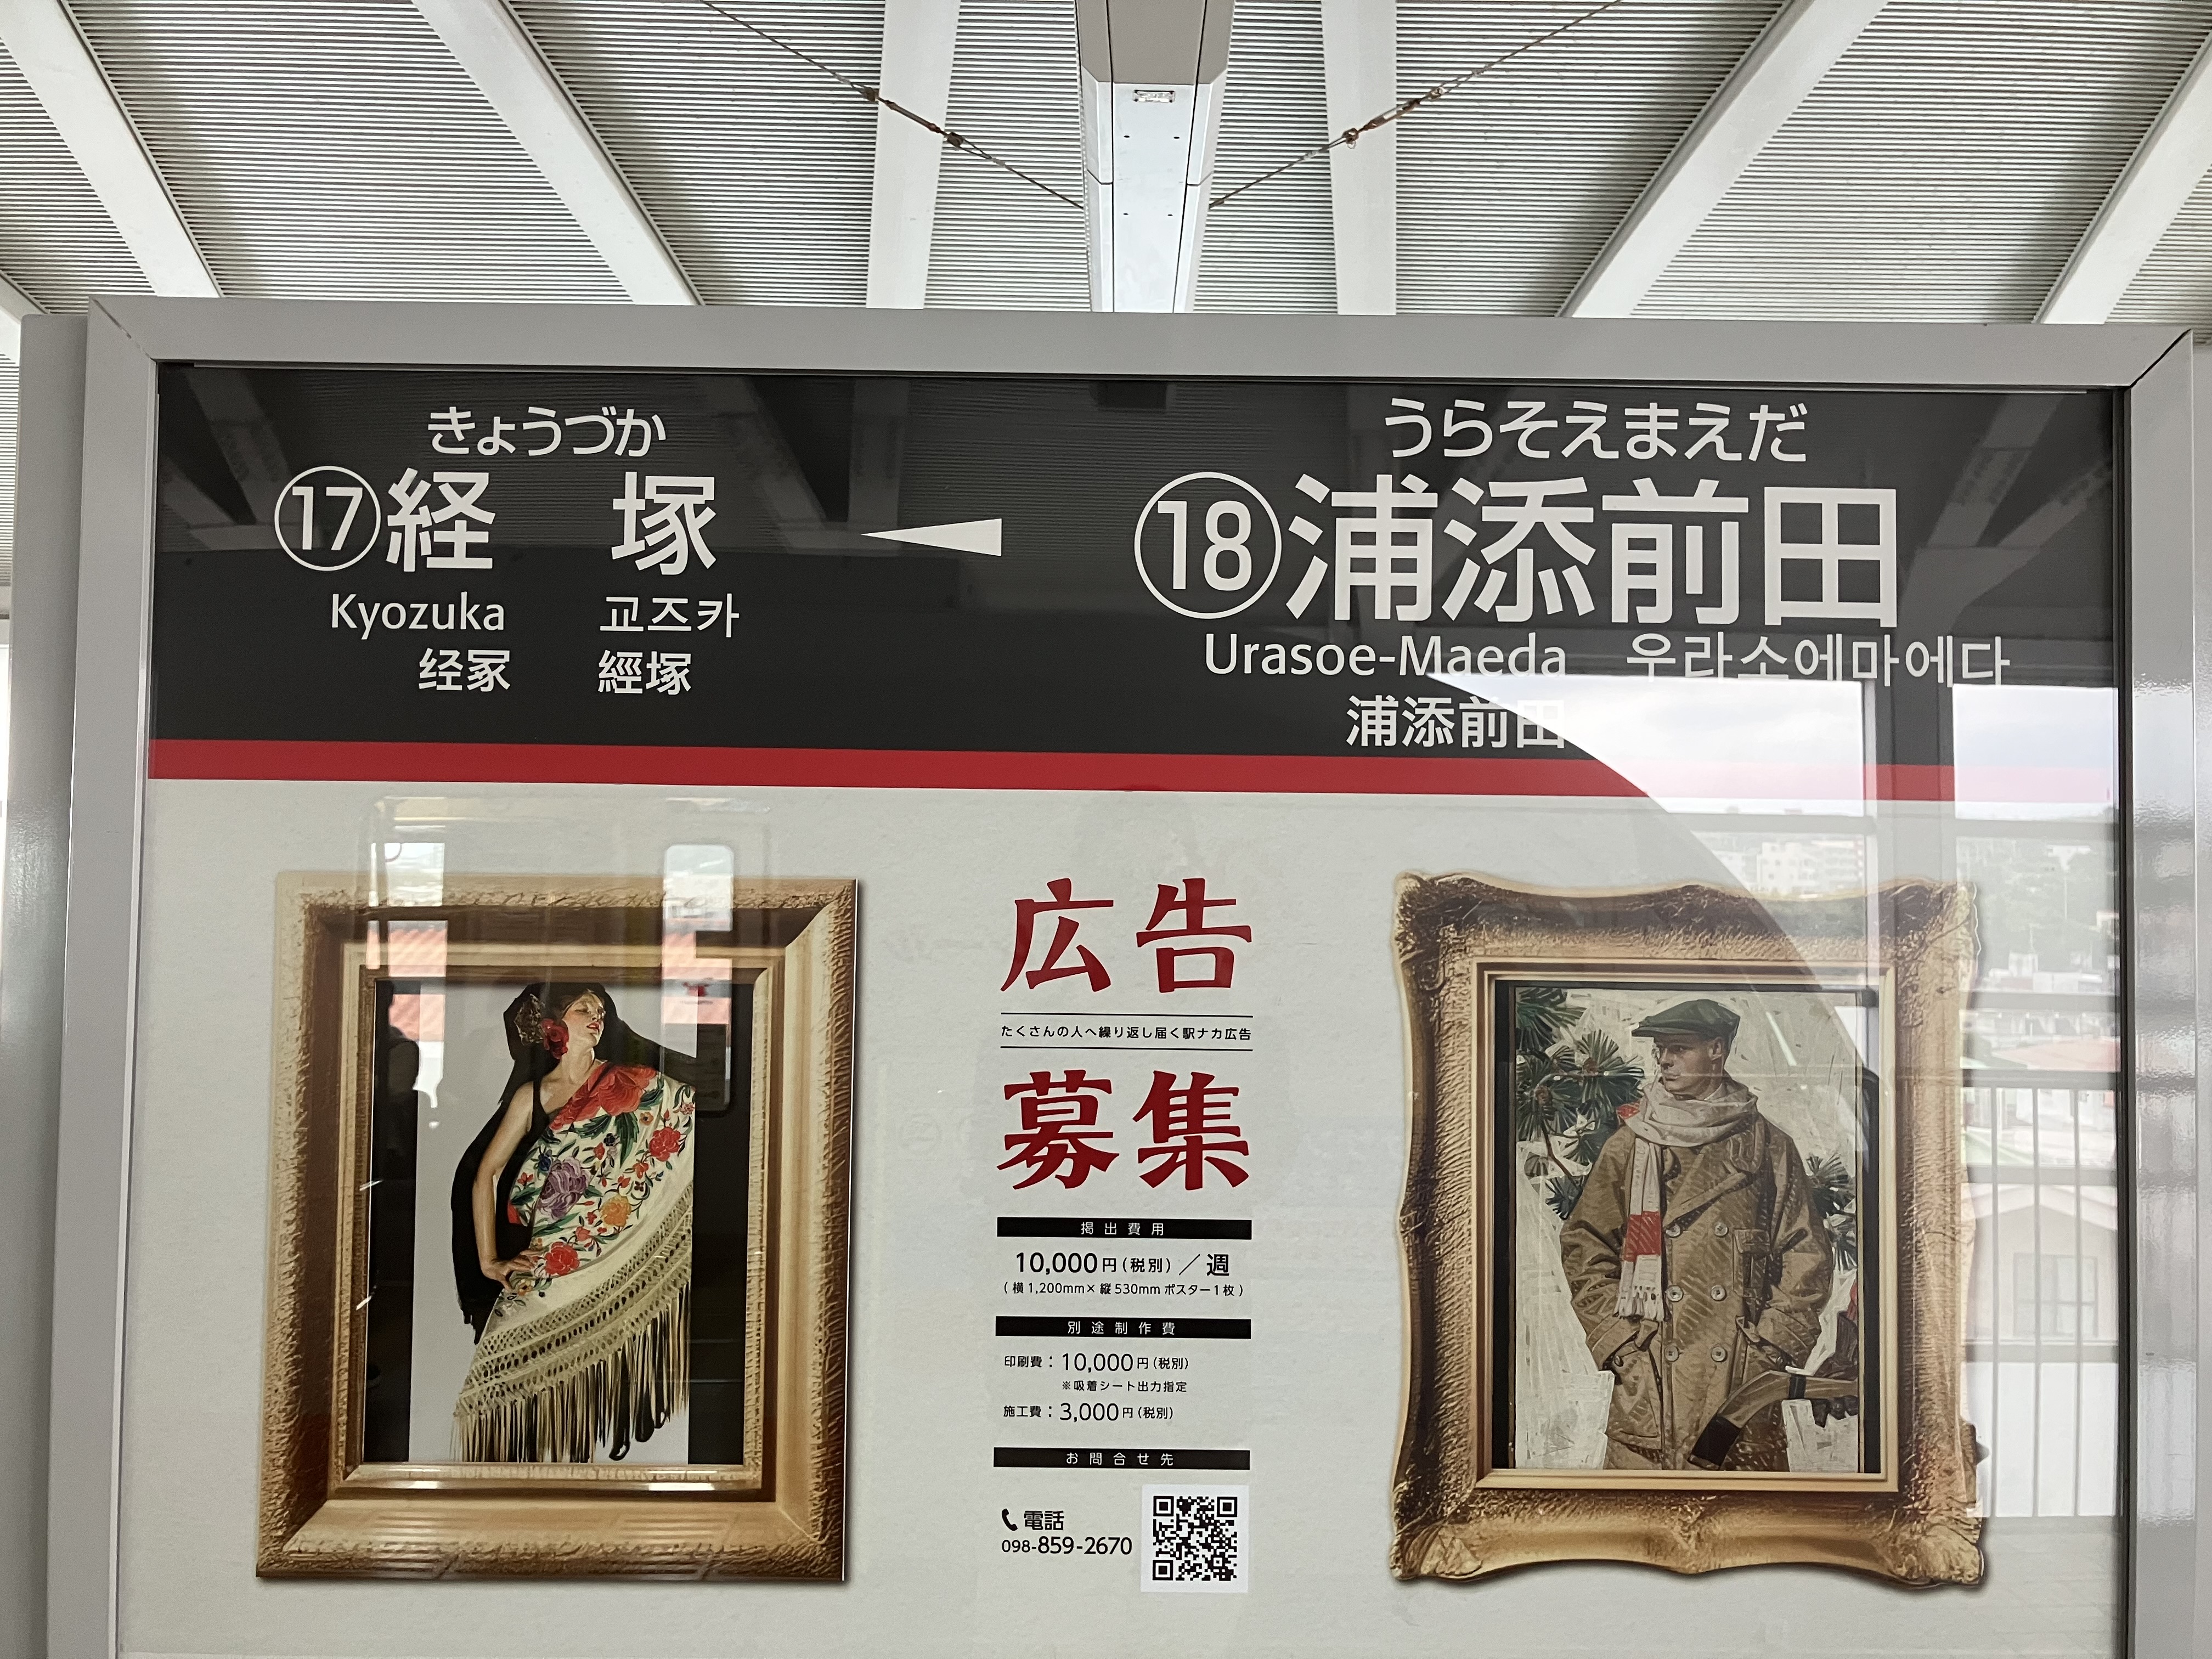 きょうづか
⑰経　塚
Kyozuka　교즈카
经冢　經塚
うらそえまえだ
⑱浦添前田
Urasoe-Maeda　우라소에마에다
浦添前田
広告
たくさんの人へ繰り返し届く駅ナカ広告
募集
掲出費用
10,000円（税別）／週
（横1,200mm×縦530mmポスター1枚）
別途制作費
印刷費：10,000円（税別）
※吸着シート出力指定
施工費：3,000円（税別）
お問合せ先
電話
098-859-2670